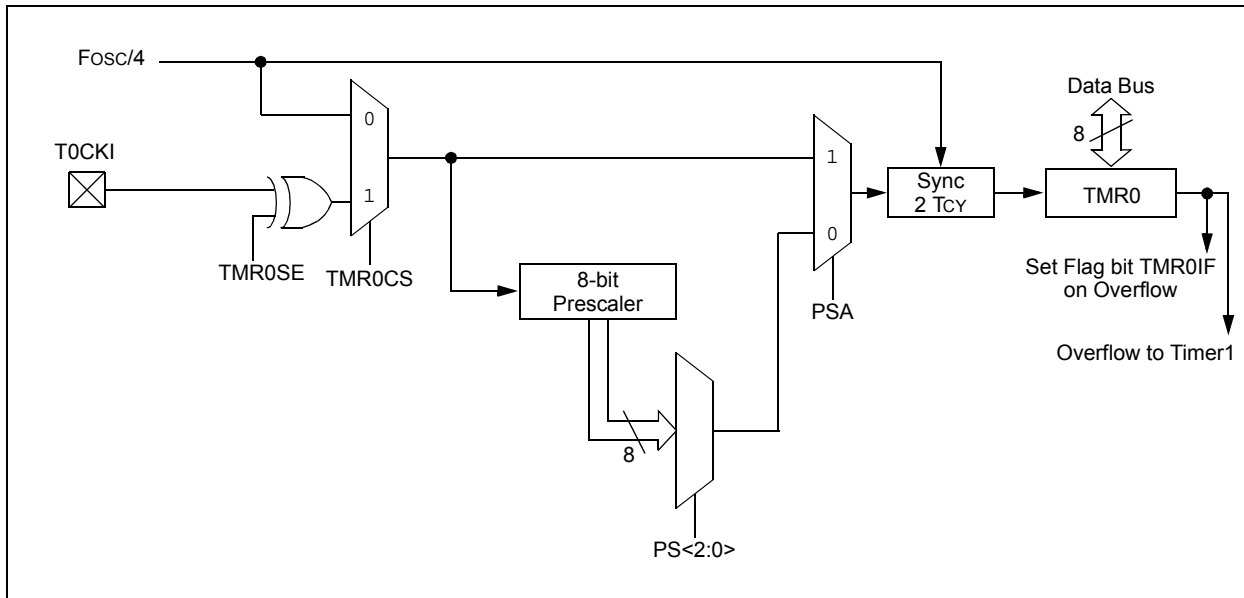 FOSC/4
Data Bus
8
0
T0CKI
1
1
Sync
2 TCY
TMR0
0
TMR0SE
TMR0CS
8-bit
Prescaler
PSA
Set Flag bit TMR0IF
on Overflow
Overflow to Timer1
8
PS<2:0>